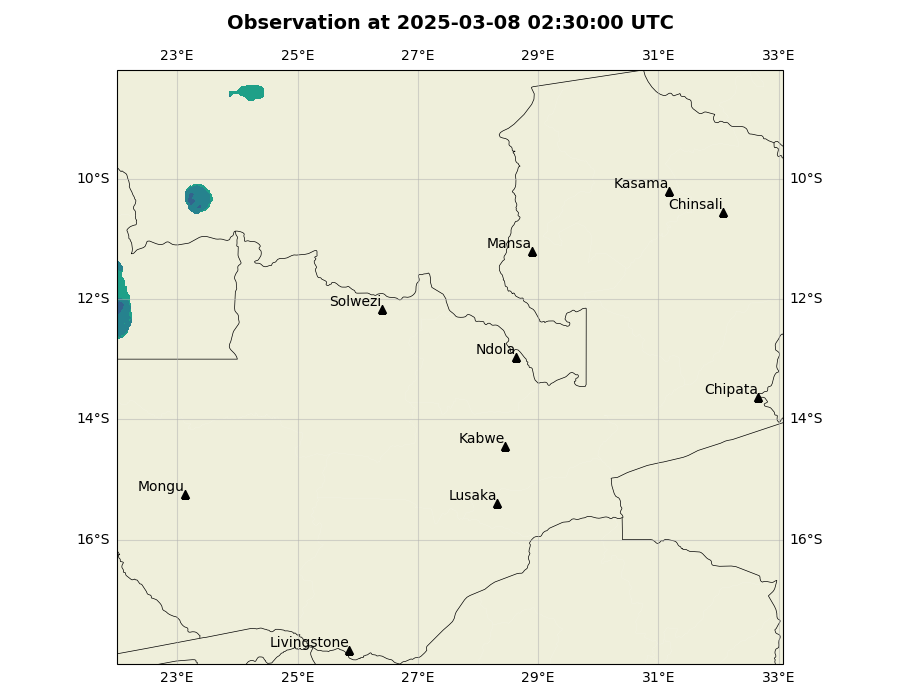 Observation at 2025-03-08 02:30:00 UTC
23°E 25°E 27°E 29°E 31°E 33°E
10°S 10°S
Kasama
Chinsali
Mansa
12°S 12°S
Solwezi
Ndola
Chipata
14°S 14°S
Kabwe
Mongu
Lusaka
16°S 16°S
Livingstone
23°E 25°E 27°E 29°E 31°E 33°E